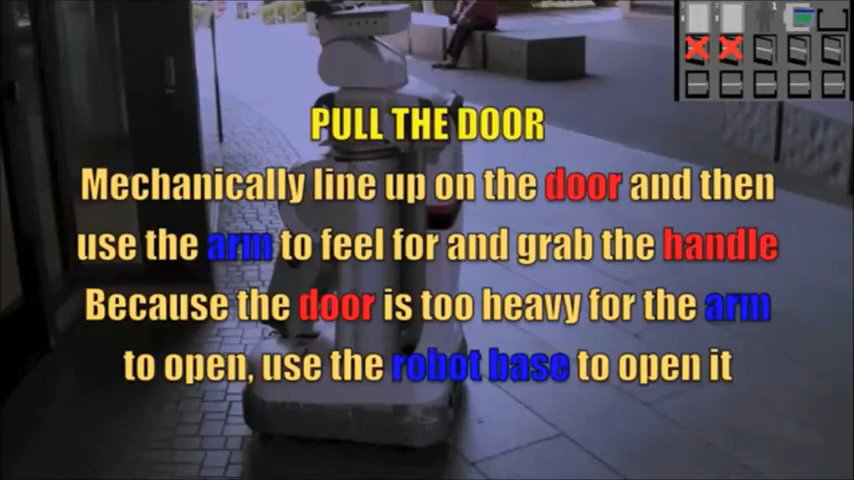 1
PULL THE DOOR
Mechanically line up on the door and then
use the arm to feel for and grab the handle
Because the door is too heavy for the arm
to open, use the robot base to open it